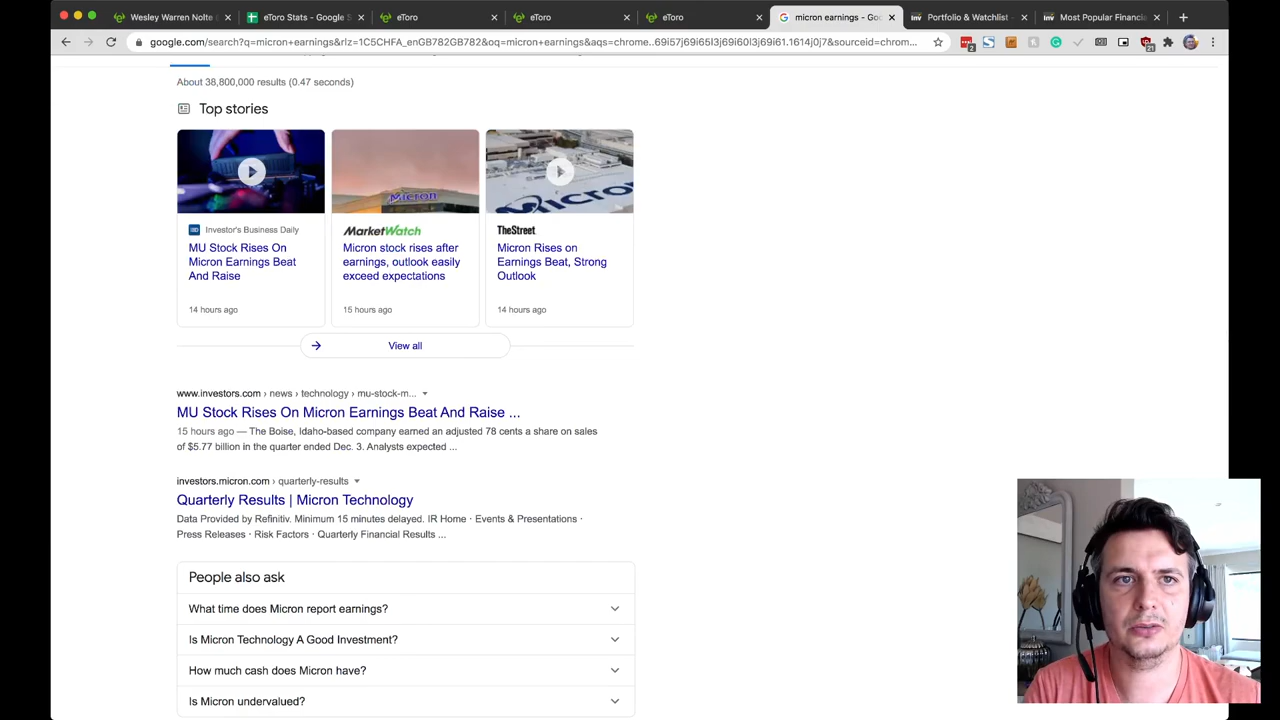 Wesley Warren Nolte
eToro Stats - Google S
eToro
eToro
eToro
micron earnings - Goo
Portfolio & Watchlist
Most Popular Financia
google.com/search?q=micron+earnings&rlz=1C5CHFA_enGB782GB782&oq=micron+earnings&aqs=chrome..69i57j69i65l3j69i60l3j69i61.1614j0j7&sourceid=chrom...
2
21
About 38,800,000 results (0.47 seconds)
Top stories
Micron
Micron
Investor's Business Daily
MU Stock Rises On
Micron Earnings Beat
And Raise
14 hours ago
MarketWatch
Micron stock rises after
earnings, outlook easily
exceed expectations
15 hours ago
TheStreet
Micron Rises on
Earnings Beat, Strong
Outlook
14 hours ago
View all
www.investors.com › news › technology › mu-stock-m...
MU Stock Rises On Micron Earnings Beat And Raise ...
15 hours ago — The Boise, Idaho-based company earned an adjusted 78 cents a share on sales
of $5.77 billion in the quarter ended Dec. 3. Analysts expected ...
investors.micron.com › quarterly-results
Quarterly Results | Micron Technology
Data Provided by Refinitiv. Minimum 15 minutes delayed. IR Home · Events & Presentations ·
Press Releases · Risk Factors · Quarterly Financial Results ...
People also ask
What time does Micron report earnings?
Is Micron Technology A Good Investment?
How much cash does Micron have?
Is Micron undervalued?